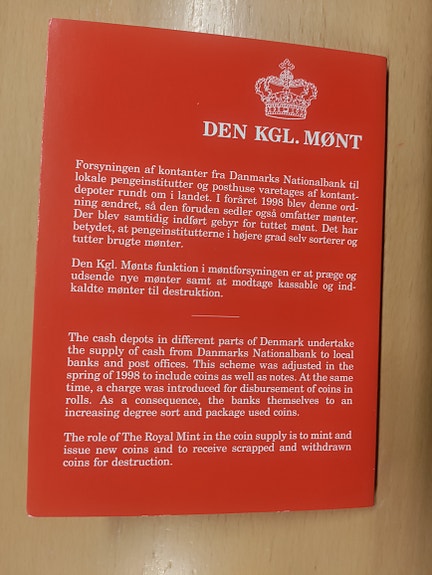 DEN KGL. MØNT
Forsyningen af kontanter fra Danmarks Nationalbank til
lokale pengeinstitutter og posthuse varetages af kontant-
depoter rundt om i landet. I foråret 1998 blev denne ord-
ning ændret, så den foruden sedler også omfatter mønter.
Der blev samtidig indført gebyr for tuttet mønt. Det har
betydet, at pengeinstitutterne i højere grad selv sorterer og
tutter brugte mønter.
Den Kgl. Mønts funktion i møntforsyningen er at præge og
udsende nye mønter samt at modtage kassable og ind-
kaldte mønter til destruktion.
The cash depots in different parts of Denmark undertake
the supply of cash from Danmarks Nationalbank to local
banks and post offices. This scheme was adjusted in the
spring of 1998 to include coins as well as notes. At the same
time, a charge was introduced for disbursement of coins in
rolls. As a consequence, the banks themselves to an
increasing degree sort and package used coins.
The role of The Royal Mint in the coin supply is to mint and
issue new coins and to receive scrapped and withdrawn
coins for destruction.